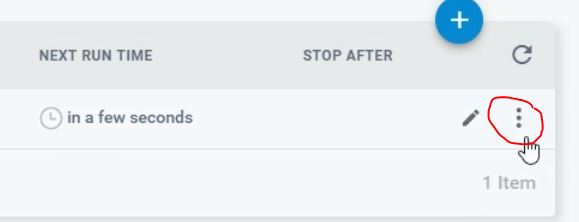 NEXT RUN TIME STOP AFTER
in a few seconds
1 Item